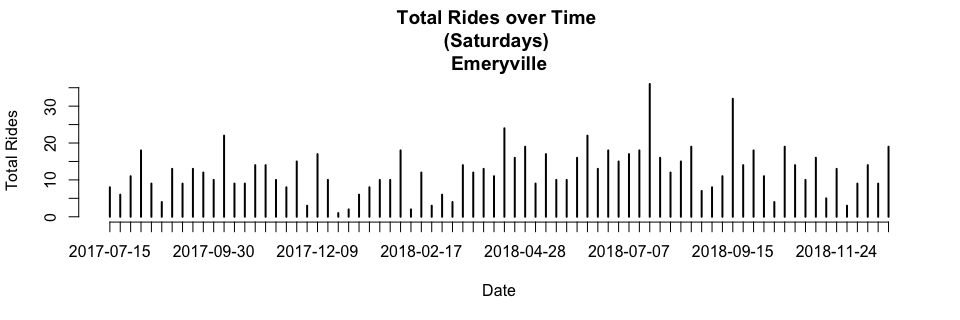 Total Rides over Time
(Saturdays)
Emeryville
Total Rides
30
20
10
0
2017-07-15 2017-09-30 2017-12-09 2018-02-17 2018-04-28 2018-07-07 2018-09-15 2018-11-24
Date